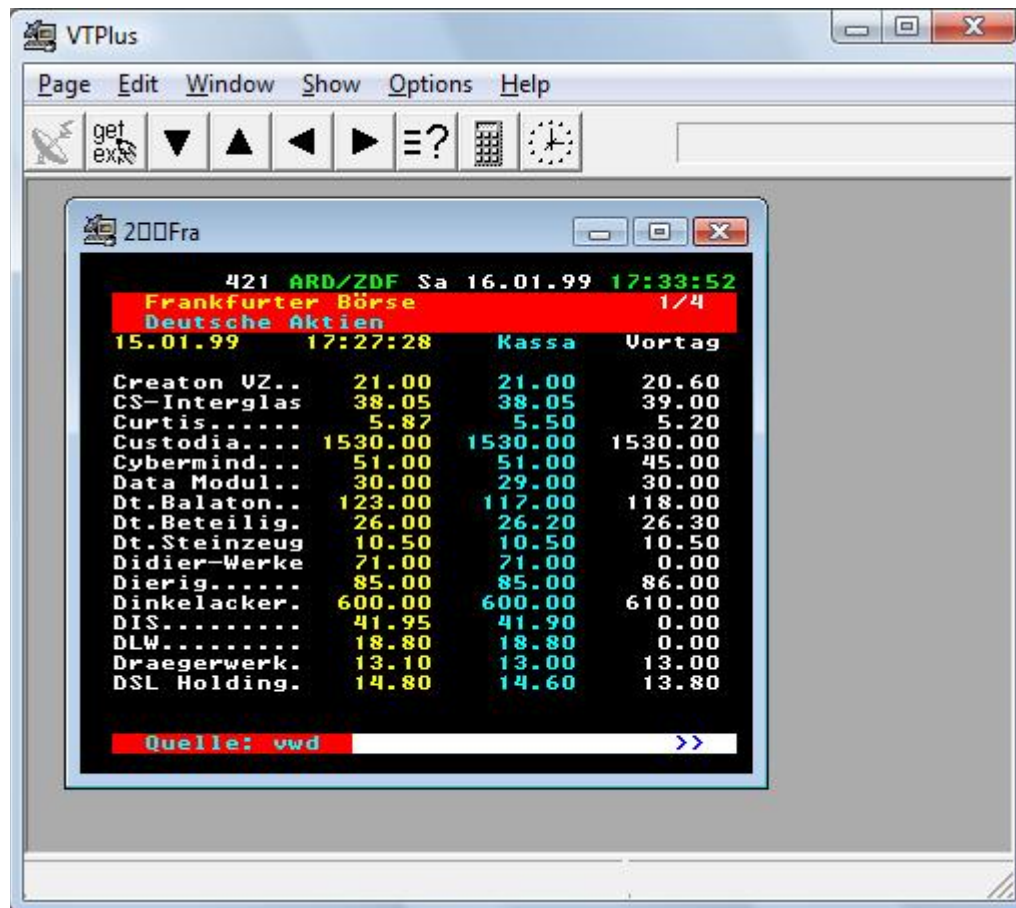 VTPlus
Page Edit Window Show Options Help
get ex
≡?
2□□Fra
421 ARD/ZDF Sa 16.01.99 17:33:52
Frankfurter Börse 1/4
Deutsche Aktien
15.01.99 17:27:28 Kassa Vortag
Creaton VZ.. 21.00 21.00 20.60
CS-Interglas 38.05 38.05 39.00
Curtis...... 5.87 5.50 5.20
Custodia.... 1530.00 1530.00 1530.00
Cybermind... 51.00 51.00 45.00
Data Modul.. 30.00 29.00 30.00
Dt.Balaton.. 123.00 117.00 118.00
Dt.Beteilig. 26.00 26.20 26.30
Dt.Steinzeug 10.50 10.50 10.50
Didier-Werke 71.00 71.00 0.00
Dierig...... 85.00 85.00 86.00
Dinkelacker. 600.00 600.00 610.00
DIS......... 41.95 41.90 0.00
DLW......... 18.80 18.80 0.00
Draegerwerk. 13.10 13.00 13.00
DSL Holding. 14.80 14.60 13.80
Quelle: vwd >>